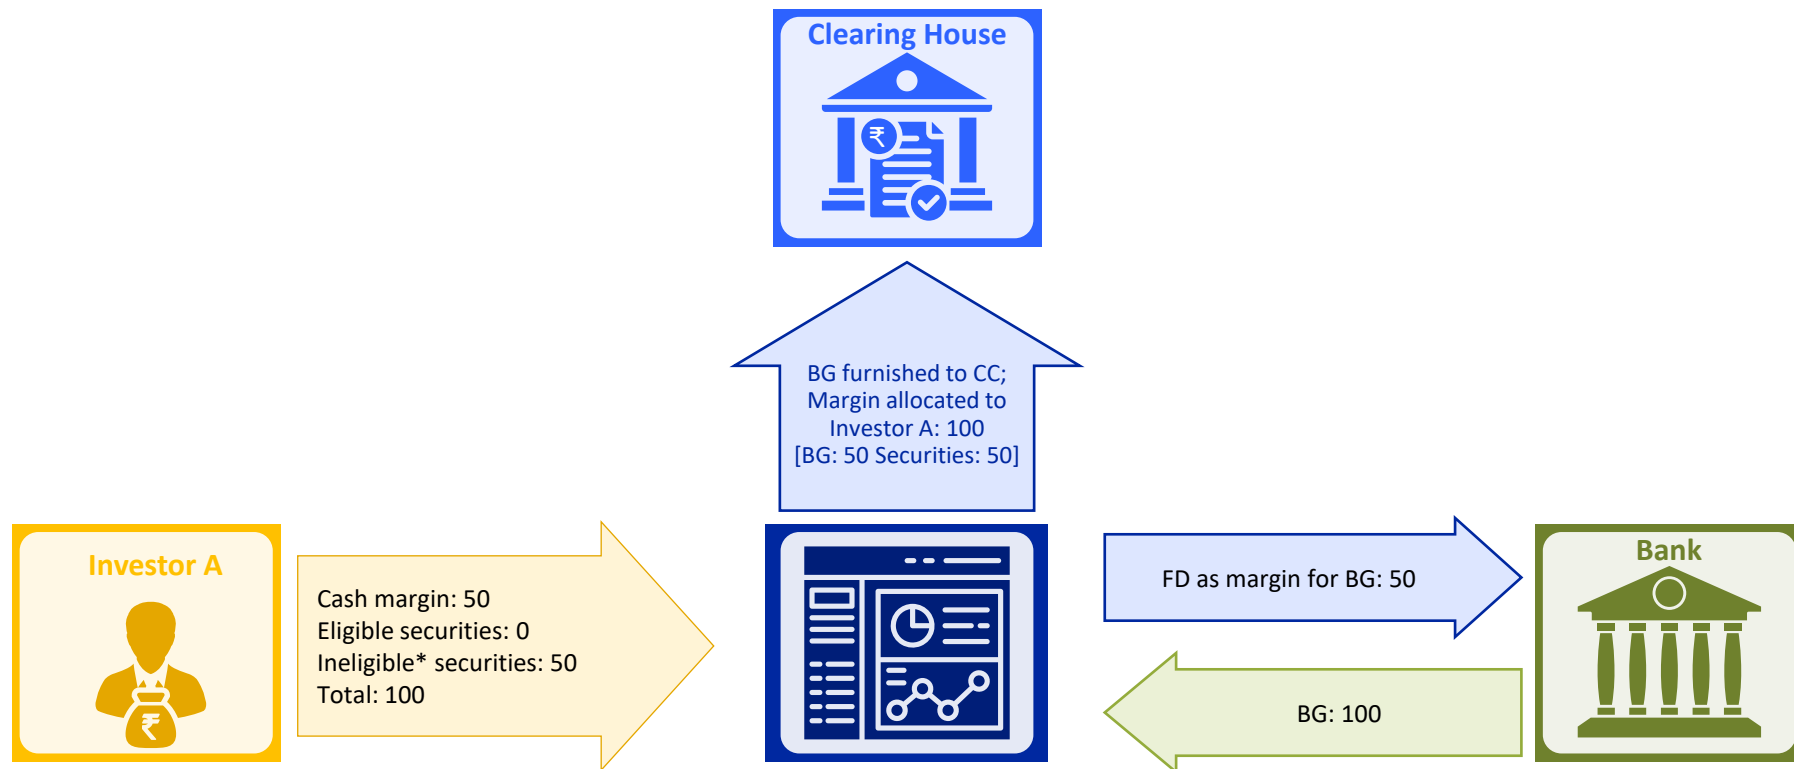 Clearing House
₹
BG furnished to CC;
Margin allocated to
Investor A: 100
[BG: 50 Securities: 50]
Investor A
₹
Cash margin: 50
Eligible securities: 0
Ineligible* securities: 50
Total: 100
FD as margin for BG: 50
BG: 100
Bank